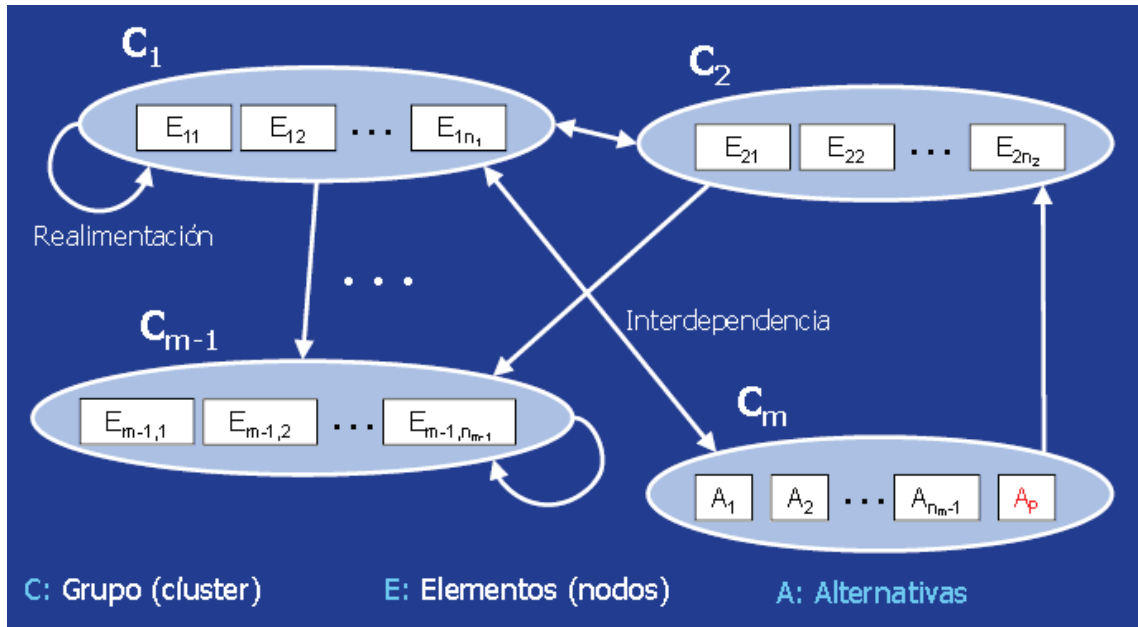 C₁
C₂
E₁₁ E₁₂ ... E₁ₙ₁
E₂₁ E₂₂ ... E₂ₙ₂
Realimentación
...
Interdependencia
Cₘ₋₁
Cₘ
Eₘ₋₁,₁ Eₘ₋₁,₂ ... Eₘ₋₁,ₙₘ₋₁
A₁ A₂ ... Aₙₘ₋₁ Aₚ
C: Grupo (clúster) E: Elementos (nodos) A: Alternativas